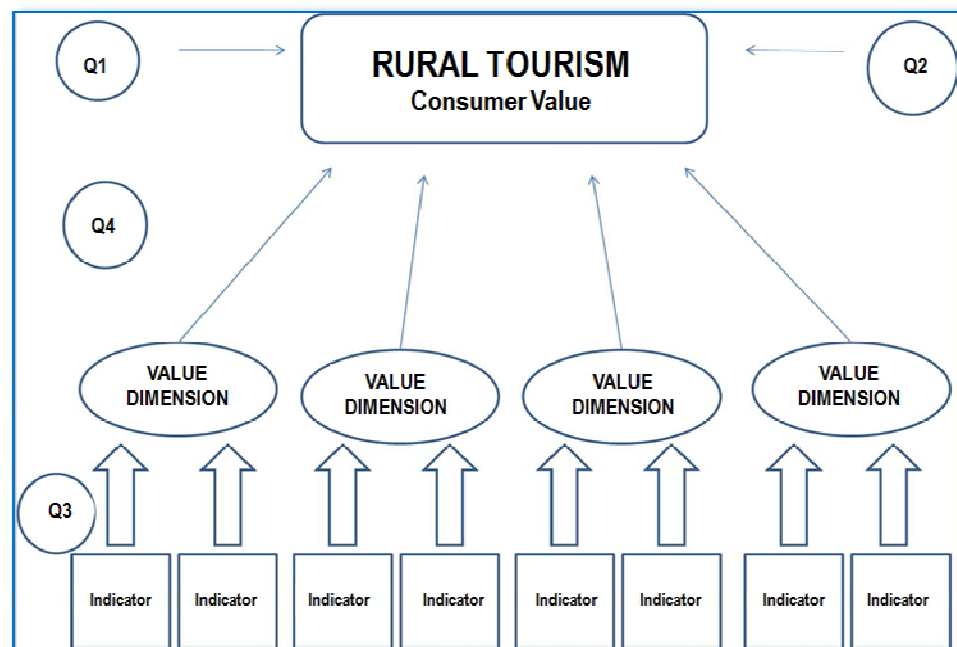 Q1
RURAL TOURISM
Consumer Value
Q2
Q4
VALUE
DIMENSION
VALUE
DIMENSION
VALUE
DIMENSION
VALUE
DIMENSION
Q3
Indicator
Indicator
Indicator
Indicator
Indicator
Indicator
Indicator
Indicator